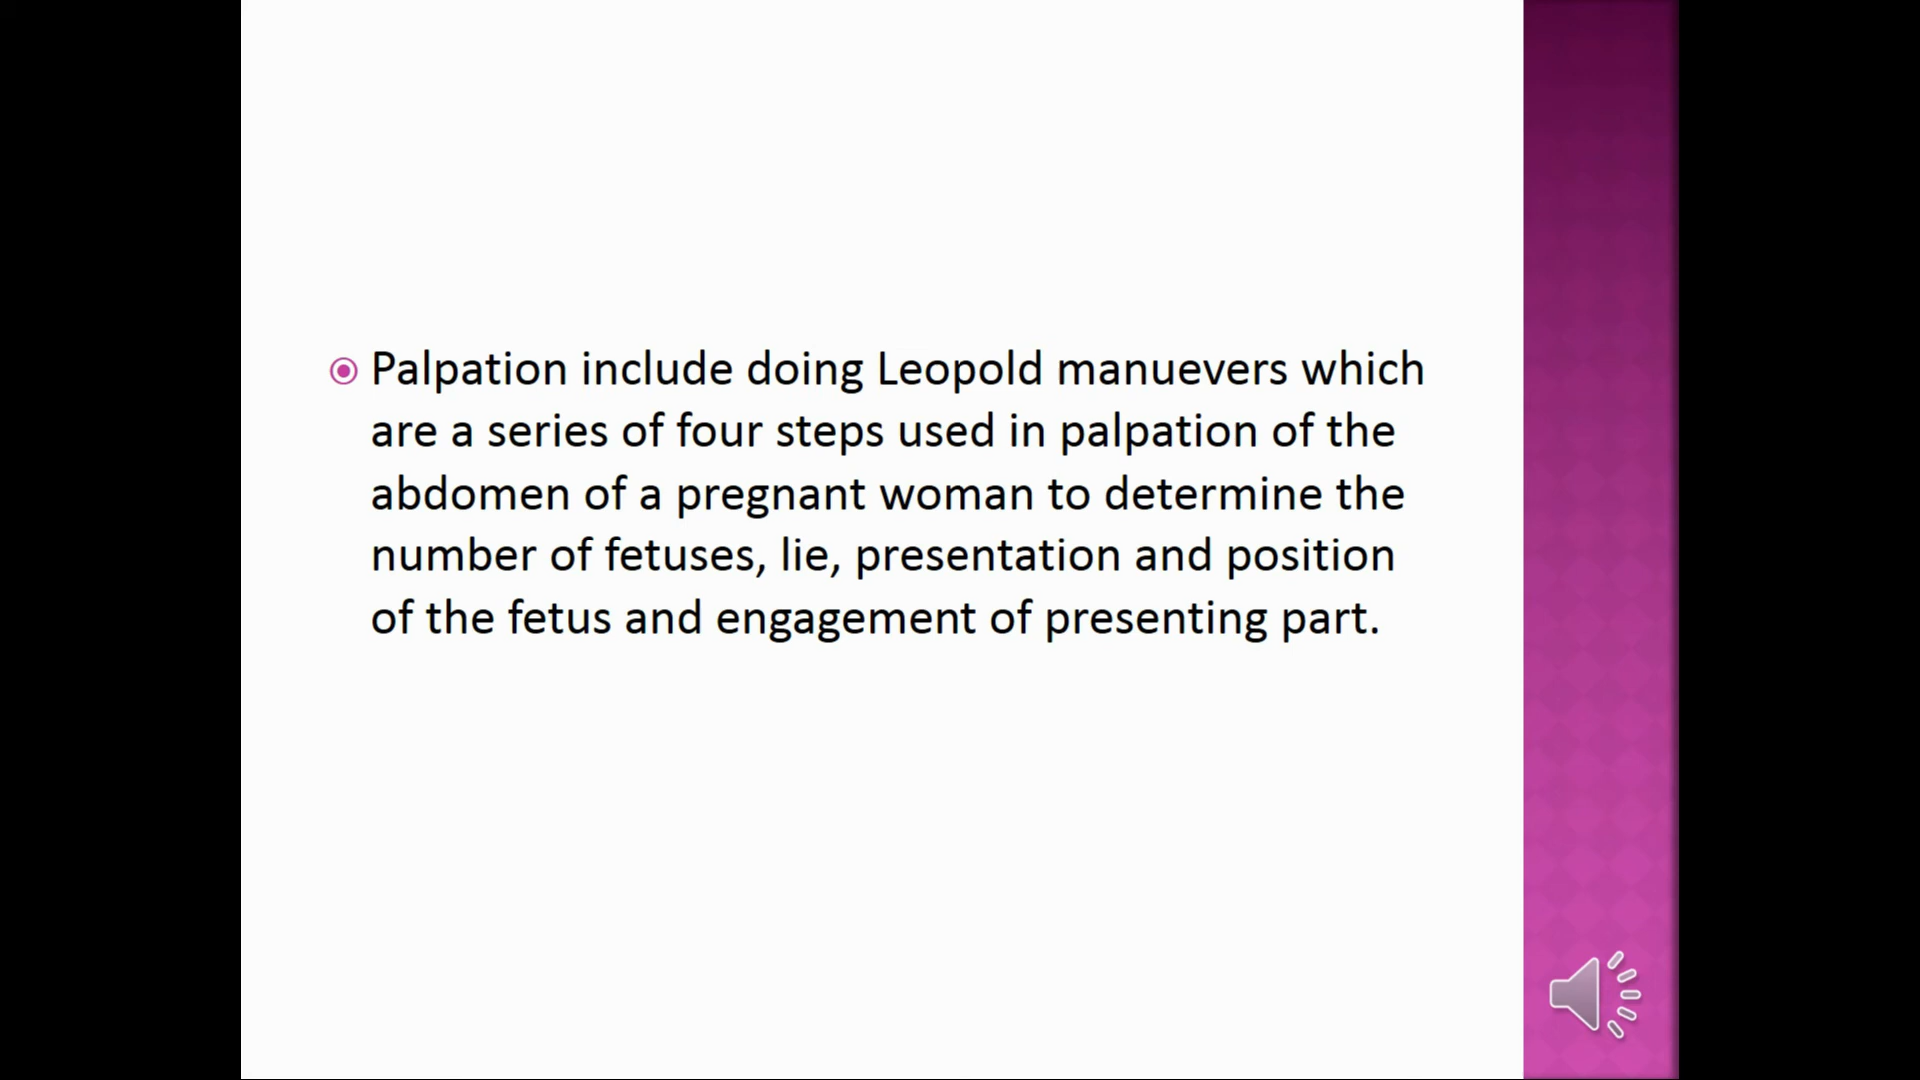 Palpation include doing Leopold manuevers which
are a series of four steps used in palpation of the
abdomen of a pregnant woman to determine the
number of fetuses, lie, presentation and position
of the fetus and engagement of presenting part.